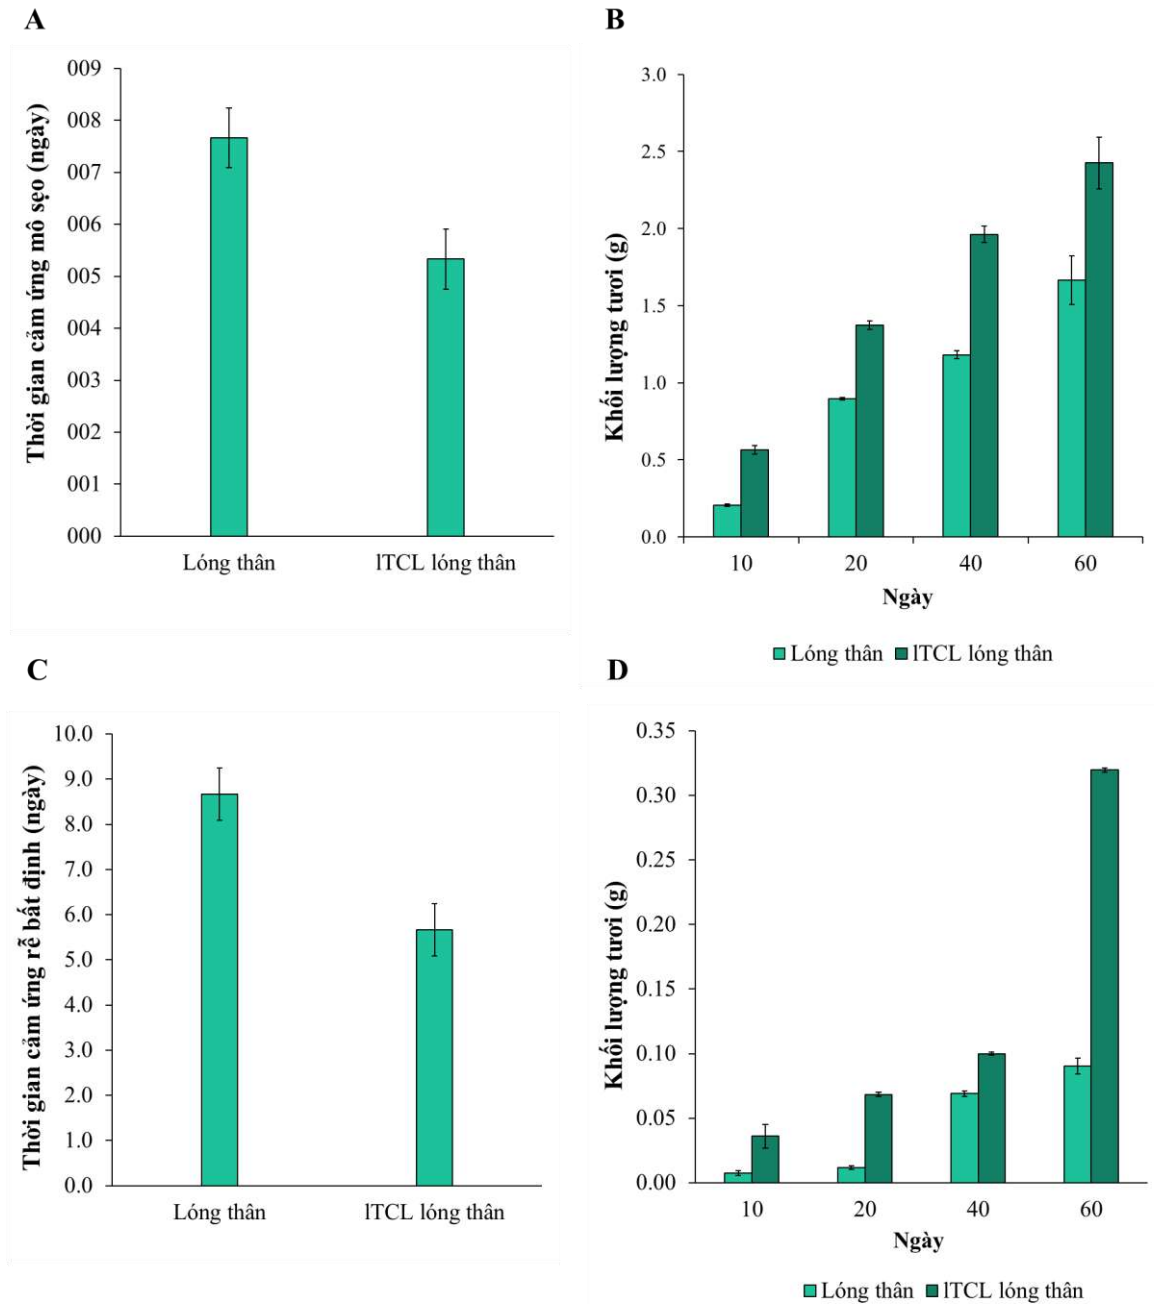 A
Thời gian cảm ứng mô sẹo (ngày)
009
008
007
006
005
004
003
002
001
000
Lóng thân
lTCL lóng thân
B
Khối lượng tươi (g)
3.0
2.5
2.0
1.5
1.0
0.5
0.0
10
20
40
60
Ngày
Lóng thân
lTCL lóng thân
C
Thời gian cảm ứng rễ bất định (ngày)
10.0
9.0
8.0
7.0
6.0
5.0
4.0
3.0
2.0
1.0
0.0
Lóng thân
lTCL lóng thân
D
Khối lượng tươi (g)
0.35
0.30
0.25
0.20
0.15
0.10
0.05
0.00
10
20
40
60
Ngày
Lóng thân
lTCL lóng thân